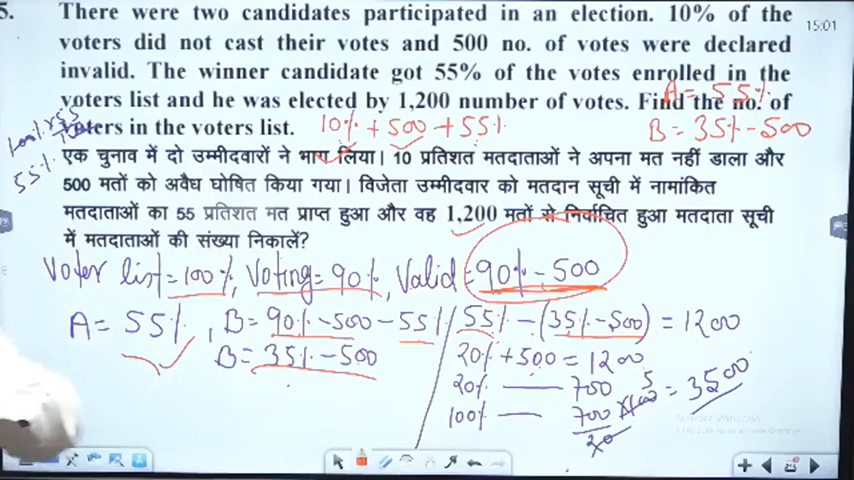 5. There were two candidates participated in an election. 10% of the
15:01
voters did not cast their votes and 500 no. of votes were declared
invalid. The winner candidate got 55% of the votes enrolled in the
A = 55%
voters list and he was elected by 1,200 number of votes. Find the no. of
voters in the voters list.
10% + 500 + 55%
B = 35% - 500
55%
एक चुनाव में दो उम्मीदवारों ने भाग लिया। 10 प्रतिशत मतदाताओं ने अपना मत नहीं डाला और
500 मतों को अवैध घोषित किया गया। विजेता उम्मीदवार को मतदान सूची में नामांकित
मतदाताओं का 55 प्रतिशत मत प्राप्त हुआ और वह 1,200 मतों से निर्वाचित हुआ मतदाता सूची
में मतदाताओं की संख्या निकालें?
Voter list = 100%, Voting = 90%, Valid = 90% - 500
A = 55%, B = 90% - 500 - 55%
B = 35% - 500
55% - (35% - 500) = 1200
20% + 500 = 1200
20% — 700
100% — 700/20 × 100 5 = 3500
Activate Windows